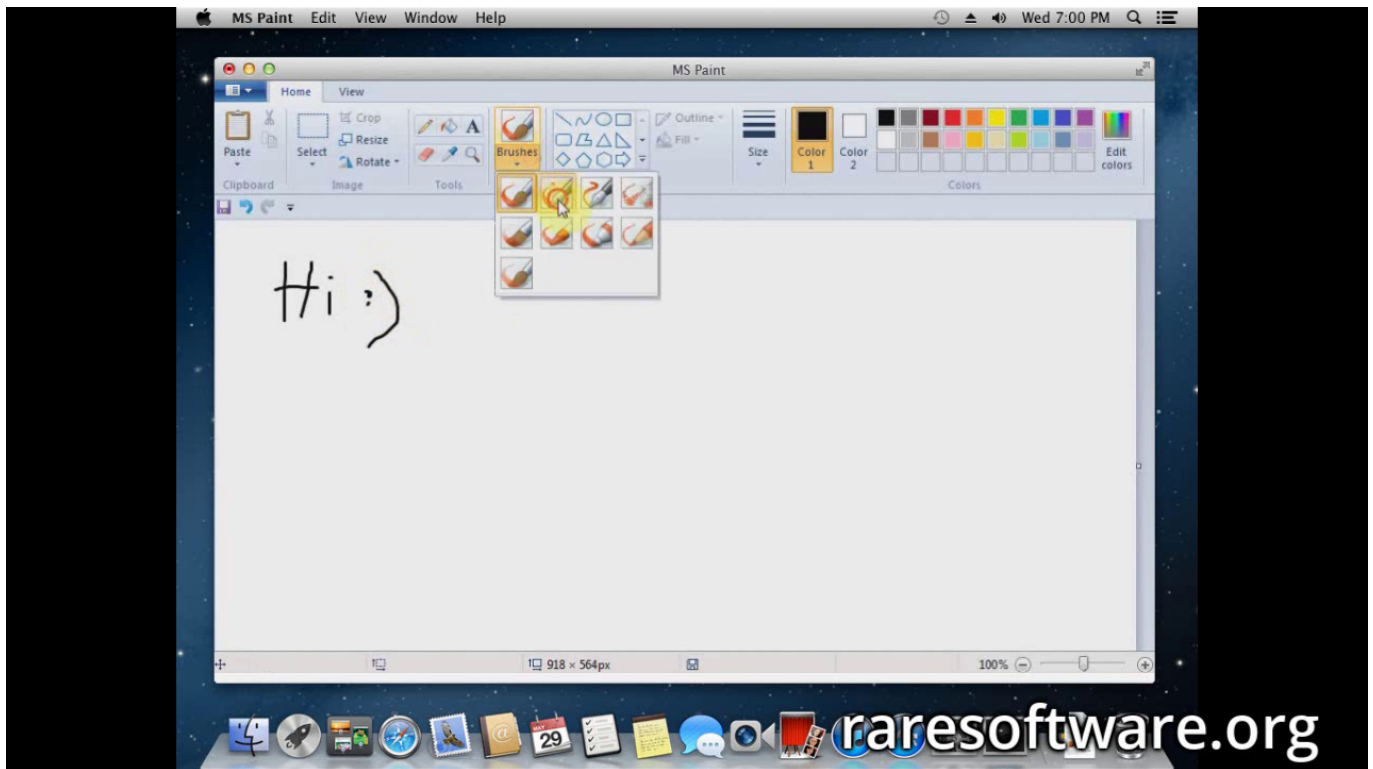 MS Paint Edit View Window Help Wed 7:00 PM
MS Paint
Home View
Paste
Select
Crop
Resize
Rotate
A
Brushes
Outline
Fill
Size
Color 1
Color 2
Edit colors
Clipboard Image Tools Colors
Hi :)
918 × 564px 100%
MAY 29
raresoftware.org